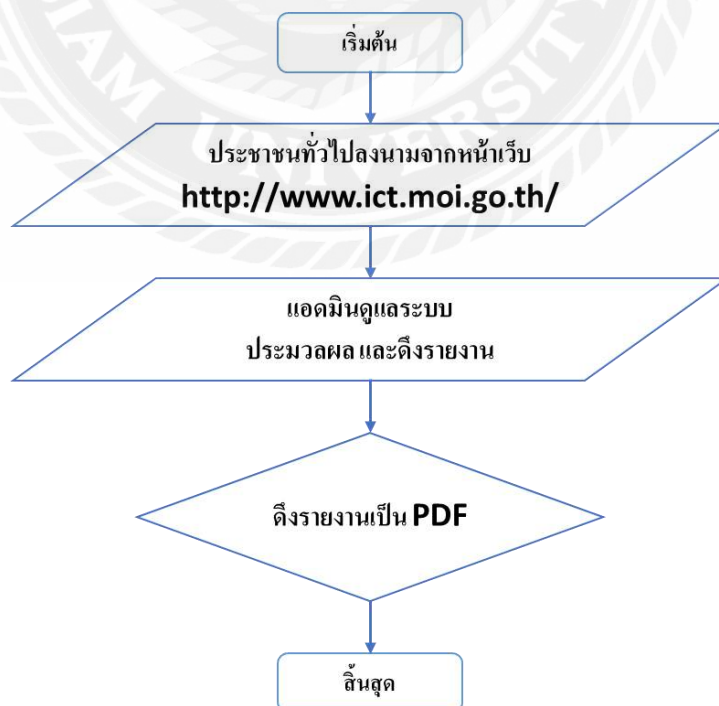 เริ่มต้น
ประชาชนทั่วไปลงนามจากหน้าเว็บ
http://www.ict.moi.go.th/
แอดมินดูแลระบบ
ประมวลผล และดึงรายงาน
ดึงรายงานเป็น PDF
สิ้นสุด
UNIVERSITY